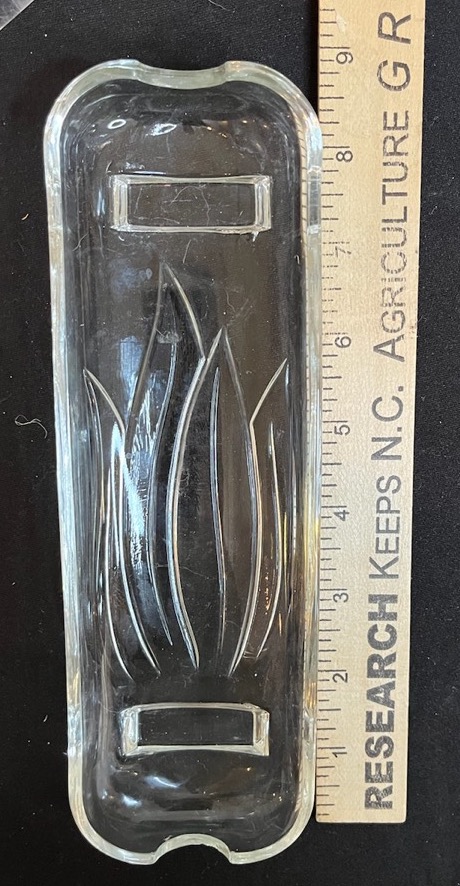 RESEARCH KEEPS N.C. AGRICULTURE G R
1 2 3 4 5 6 7 8 9